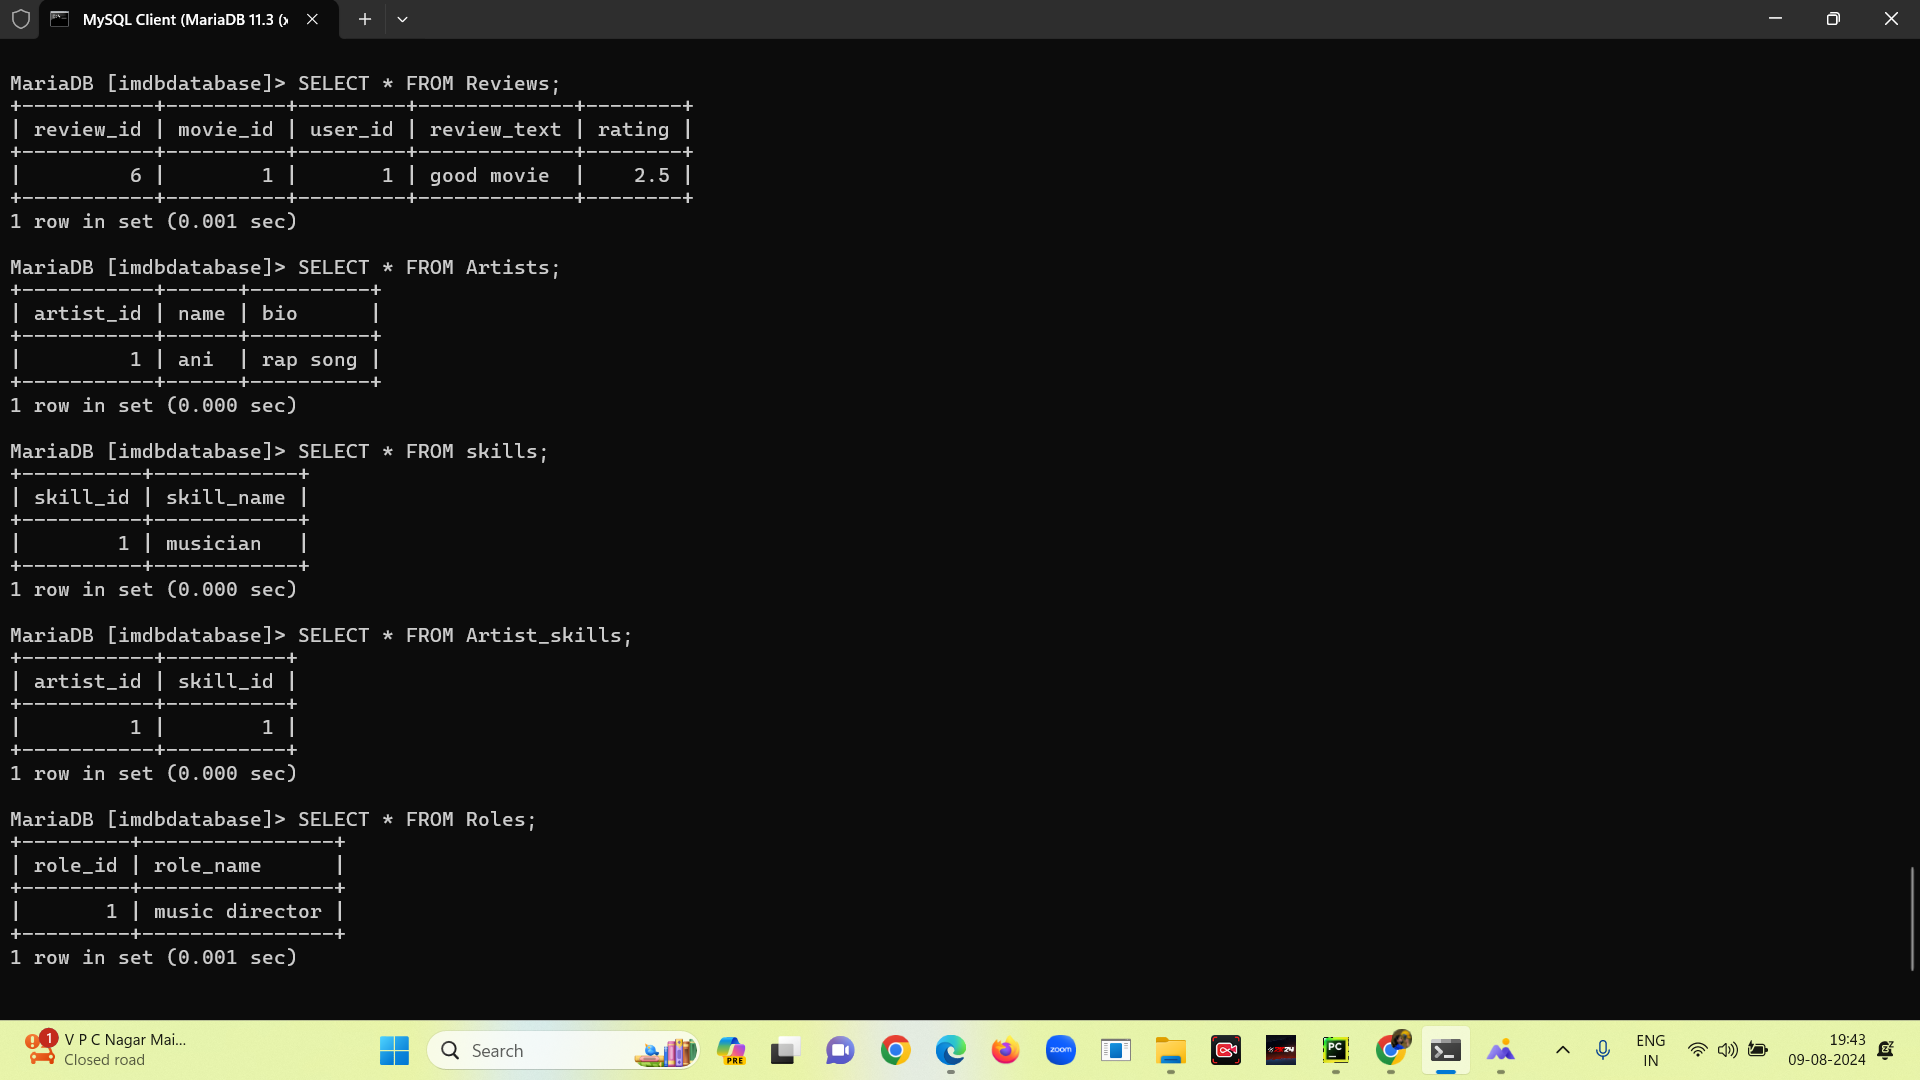 MySQL Client (MariaDB 11.3 (x
MariaDB [imdbdatabase]> SELECT * FROM Reviews;
+-----------+----------+---------+-------------+--------+
| review_id | movie_id | user_id | review_text | rating |
+-----------+----------+---------+-------------+--------+
|         6 |        1 |       1 | good movie  |    2.5 |
+-----------+----------+---------+-------------+--------+
1 row in set (0.001 sec)
MariaDB [imdbdatabase]> SELECT * FROM Artists;
+-----------+------+----------+
| artist_id | name | bio      |
+-----------+------+----------+
|         1 | ani  | rap song |
+-----------+------+----------+
1 row in set (0.000 sec)
MariaDB [imdbdatabase]> SELECT * FROM skills;
+----------+------------+
| skill_id | skill_name |
+----------+------------+
|        1 | musician   |
+----------+------------+
1 row in set (0.000 sec)
MariaDB [imdbdatabase]> SELECT * FROM Artist_skills;
+-----------+----------+
| artist_id | skill_id |
+-----------+----------+
|         1 |        1 |
+-----------+----------+
1 row in set (0.000 sec)
MariaDB [imdbdatabase]> SELECT * FROM Roles;
+---------+----------------+
| role_id | role_name      |
+---------+----------------+
|       1 | music director |
+---------+----------------+
1 row in set (0.001 sec)
1
V P C Nagar Mai...
Closed road
Search
PRE
zoom
24
PC
ENG
IN
19:43
09-08-2024